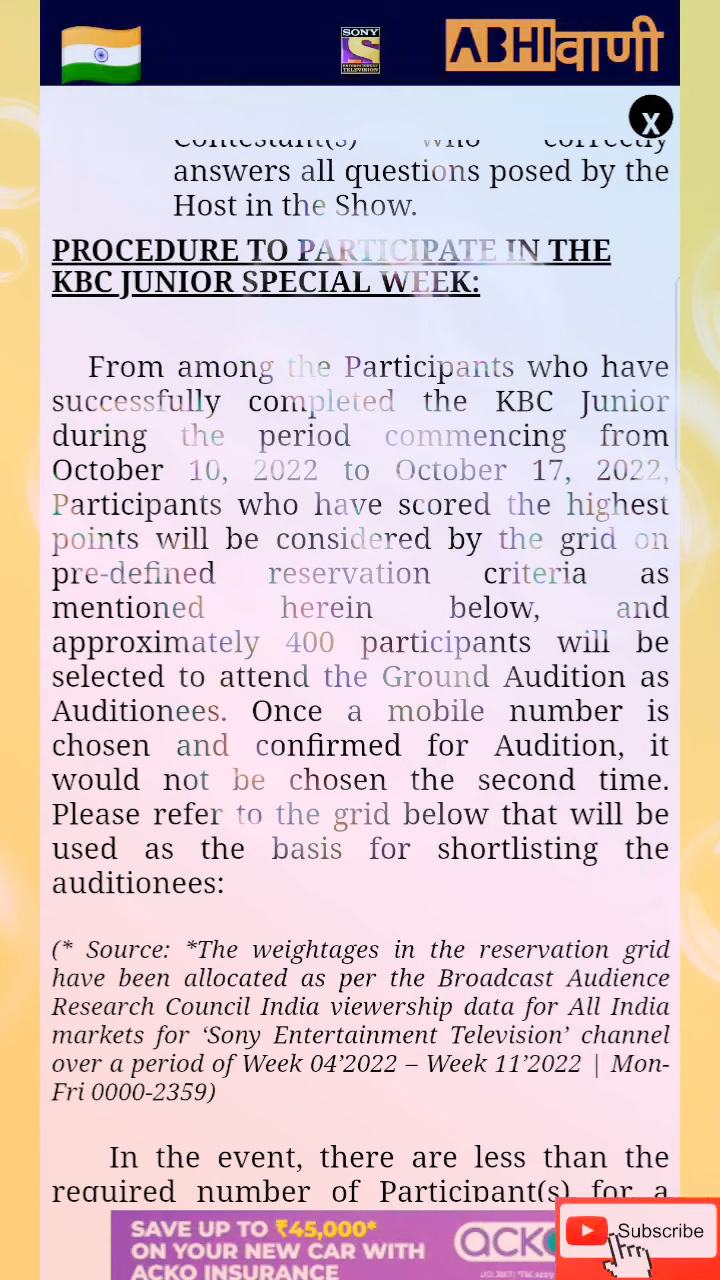 SONY
ENTERTAINMENT
TELEVISION
ABHIवाणी
X
Contestant(s) who correctly
answers all questions posed by the
Host in the Show.
PROCEDURE TO PARTICIPATE IN THE
KBC JUNIOR SPECIAL WEEK:
From among the Participants who have
successfully completed the KBC Junior
during the period commencing from
October 10, 2022 to October 17, 2022,
Participants who have scored the highest
points will be considered by the grid on
pre-defined reservation criteria as
mentioned herein below, and
approximately 400 participants will be
selected to attend the Ground Audition as
Auditionees. Once a mobile number is
chosen and confirmed for Audition, it
would not be chosen the second time.
Please refer to the grid below that will be
used as the basis for shortlisting the
auditionees:
(* Source: *The weightages in the reservation grid
have been allocated as per the Broadcast Audience
Research Council India viewership data for All India
markets for ‘Sony Entertainment Television’ channel
over a period of Week 04’2022 – Week 11’2022 | Mon-
Fri 0000-2359)
In the event, there are less than the
required number of Participant(s) for a
SAVE UP TO ₹45,000*
ON YOUR NEW CAR WITH
ACKO INSURANCE
acko
Subscribe